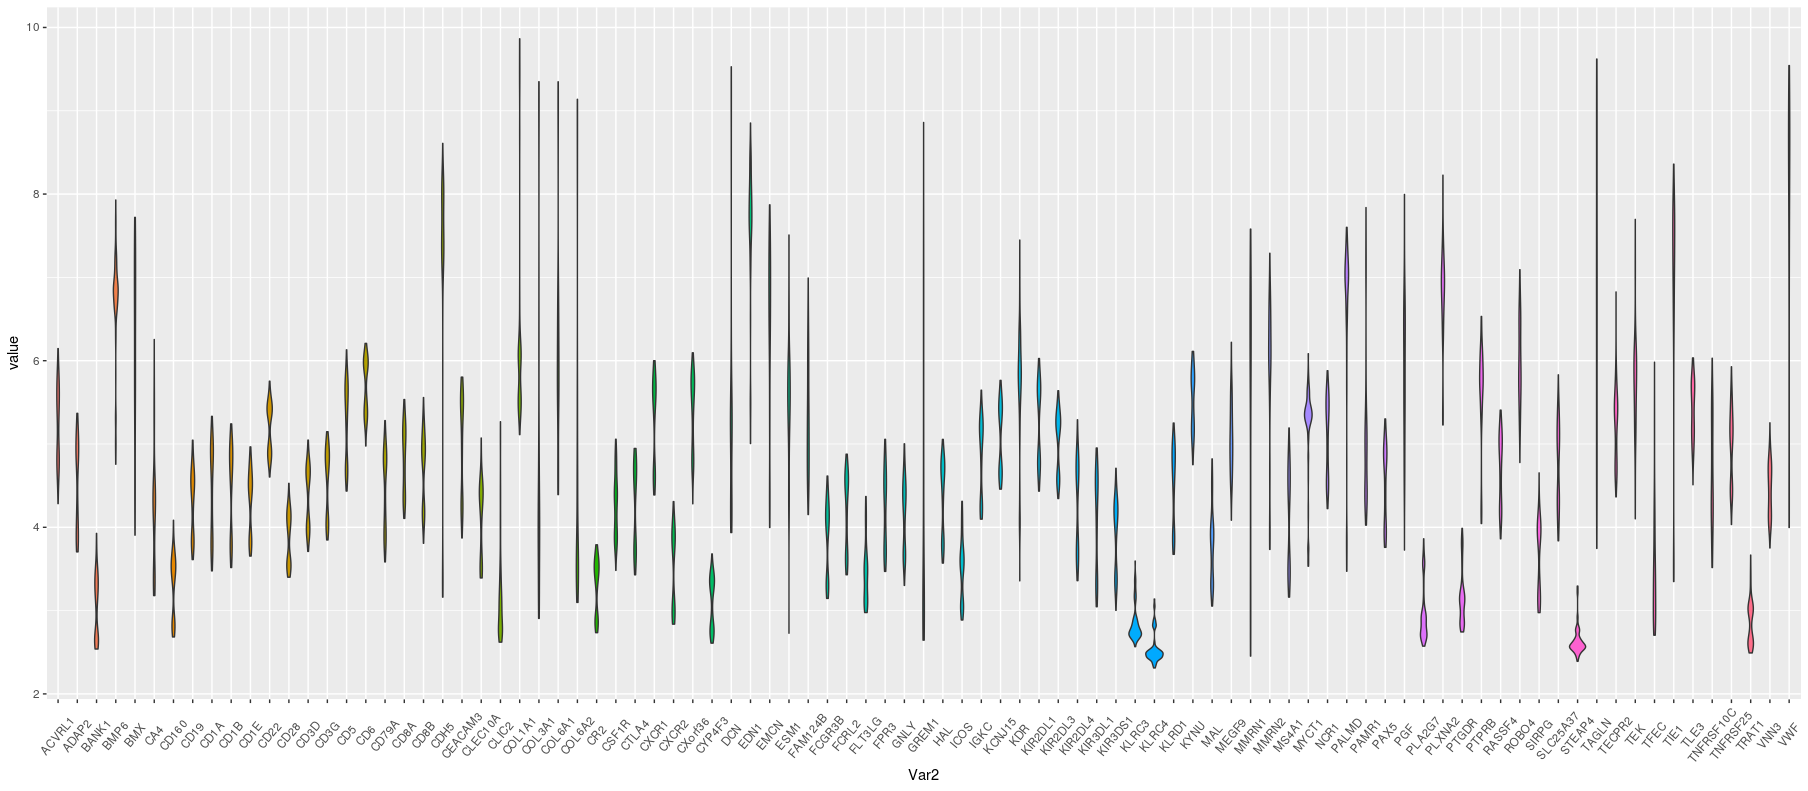 value
10
8
6
4
2
ACVRL1
ADAP2
BANK1
BMP6
BMX
CA4
CD160
CD19
CD1A
CD1B
CD1E
CD22
CD28
CD3D
CD3G
CD5
CD6
CD79A
CD8A
CD8B
CDH5
CEACAM3
CLEC10A
CLIC2
COL1A1
COL3A1
COL6A1
COL6A2
CR2
CSF1R
CTLA4
CXCR1
CXCR2
CXorf36
CYP4F3
DCN
EDN1
EMCN
ESM1
FAM124B
FCGR3B
FCRL2
FLT3LG
FPR3
GNLY
GREM1
HAL
ICOS
IGKC
KCNJ15
KDR
KIR2DL1
KIR2DL3
KIR2DL4
KIR3DL1
KIR3DS1
KLRC3
KLRC4
KLRD1
KYNU
MAL
MEGF9
MMRN1
MMRN2
MS4A1
MYCT1
NCR1
PALMD
PAMR1
PAX5
PGF
PLA2G7
PLXNA2
PTGDR
PTPRB
RASSF4
ROBO4
SIRPG
SLC25A37
STEAP4
TAGLN
TECPR2
TEK
TFEC
TIE1
TLE3
TNFRSF10C
TNFRSF25
TRAT1
VNN3
VWF
Var2